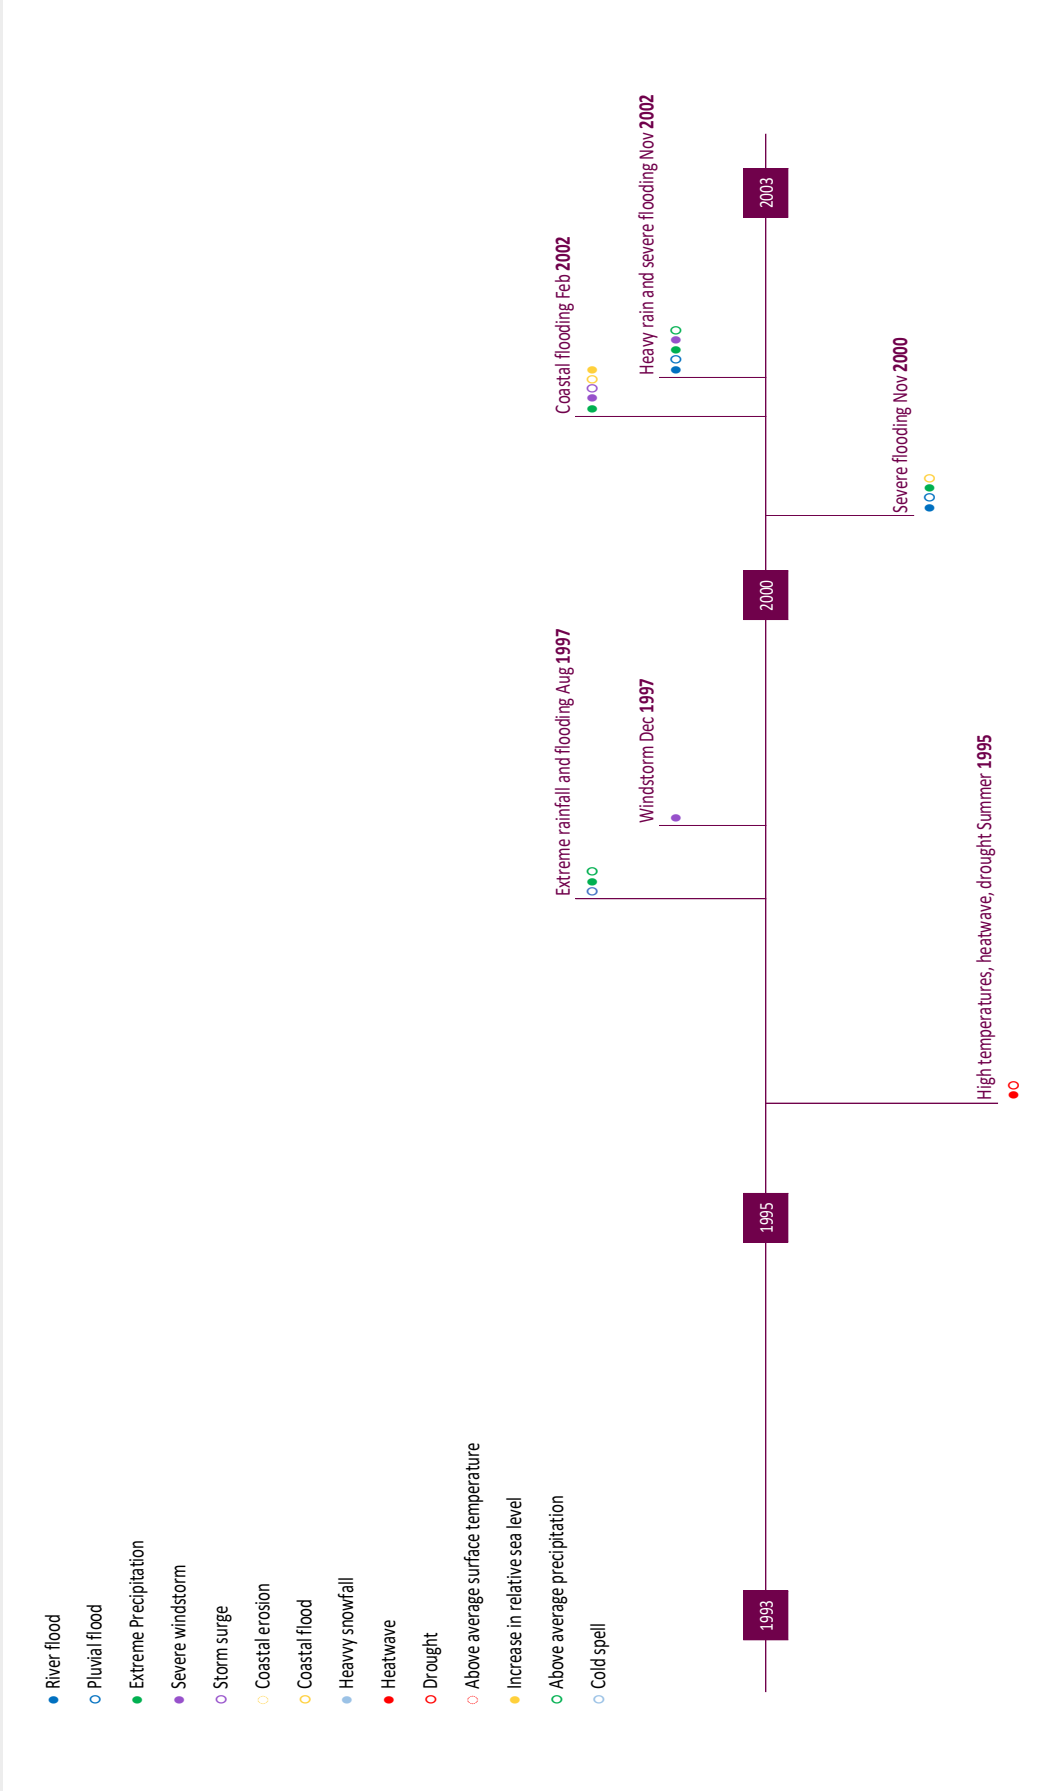 River flood
Pluvial flood
Extreme Precipitation
Severe windstorm
Storm surge
Coastal erosion
Coastal flood
Heavvy snowfall
Heatwave
Drought
Above average surface temperature
Increase in relative sea level
Above average precipitation
Cold spell
Extreme rainfall and flooding Aug 1997
Coastal flooding Feb 2002
Windstorm Dec 1997
Heavy rain and severe flooding Nov 2002
1993
1995
2000
2003
Severe flooding Nov 2000
High temperatures, heatwave, drought Summer 1995